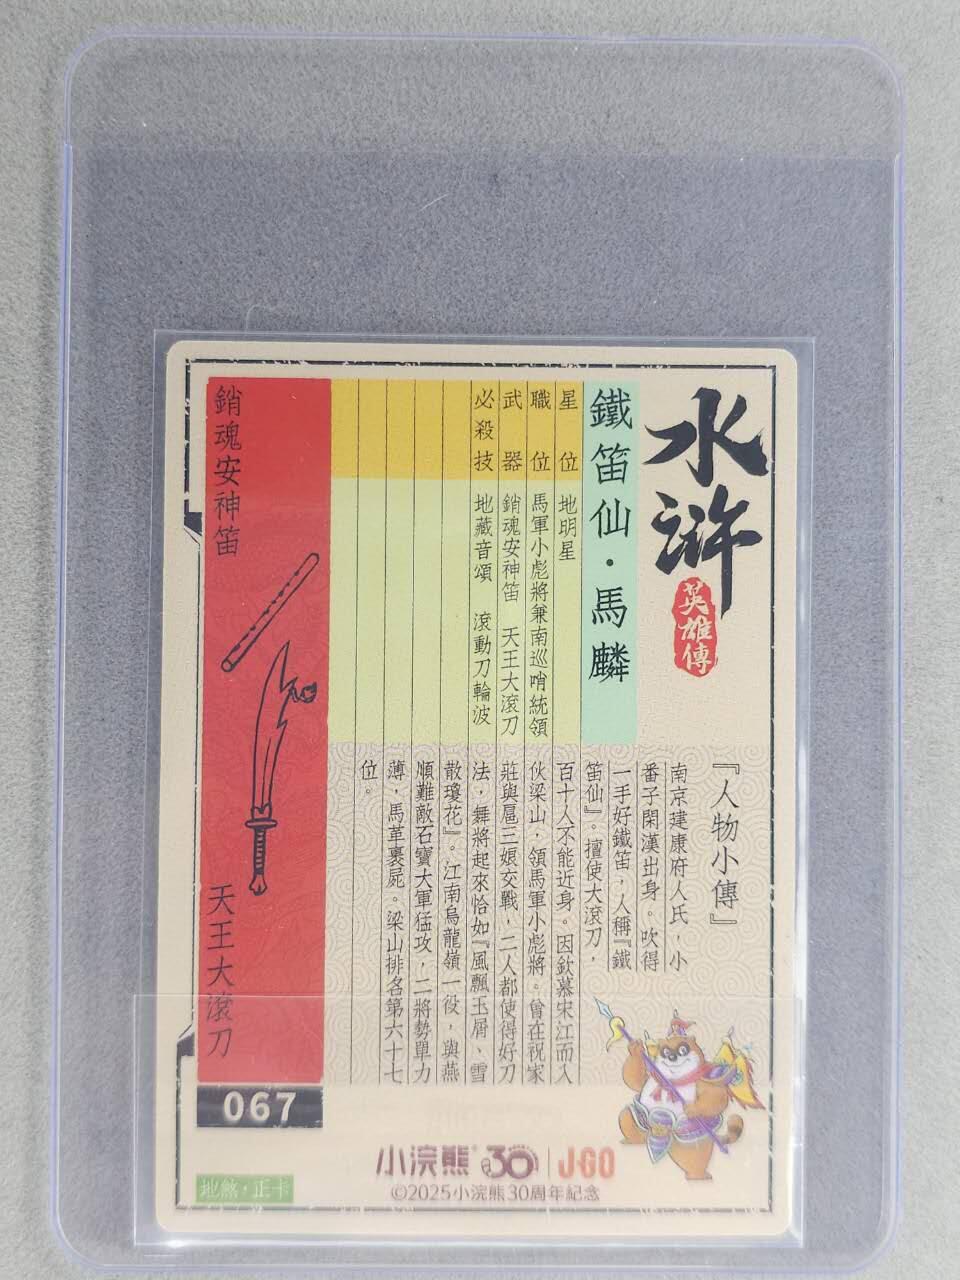 水滸
英雄傳
鐵笛仙·馬麟
星位 地明星
職位 馬軍小彪將兼南巡哨統領
武器 銷魂安神笛 天王大滾刀
必殺技 地藏音頌 滾動刀輪波
銷魂安神笛
天王大滾刀
『人物小傳』
南京建康府人氏，小
番子閑漢出身。吹得
一手好鐵笛，人稱『鐵
笛仙』。擅使大滾刀，
百十人不能近身。因欽慕宋江而入
伙梁山，領馬軍小彪將。曾在祝家
莊與扈三娘交戰，二人都使得好刀
法，舞將起來恰如『風飄玉屑、雪
散瓊花』。江南烏龍嶺一役，與燕
順難敵石寶大軍猛攻，二將勢單力
薄，馬革裹屍。梁山排名第六十七
位。
067
地煞·正卡
小浣熊 30 J·GO
©2025小浣熊30周年紀念